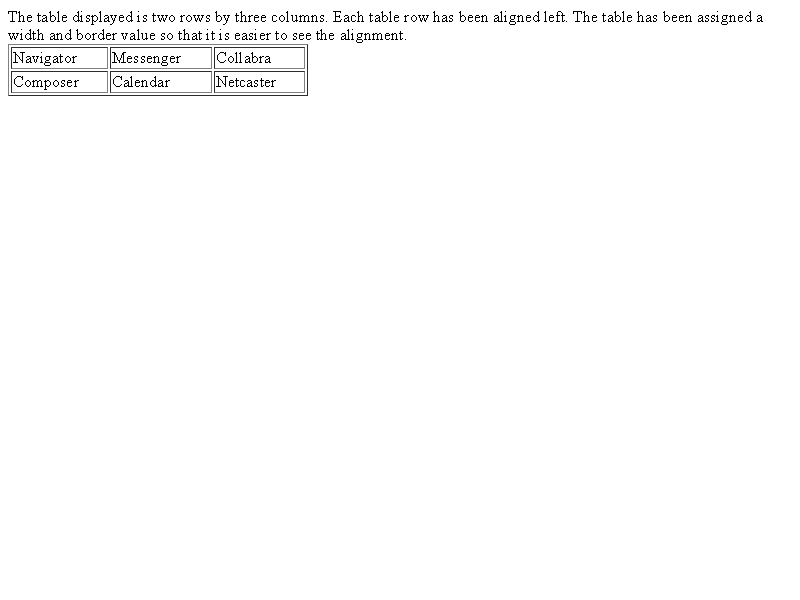 The table displayed is two rows by three columns. Each table row has been aligned left. The table has been assigned a
width and border value so that it is easier to see the alignment.
Navigator Messenger Collabra
Composer Calendar Netcaster